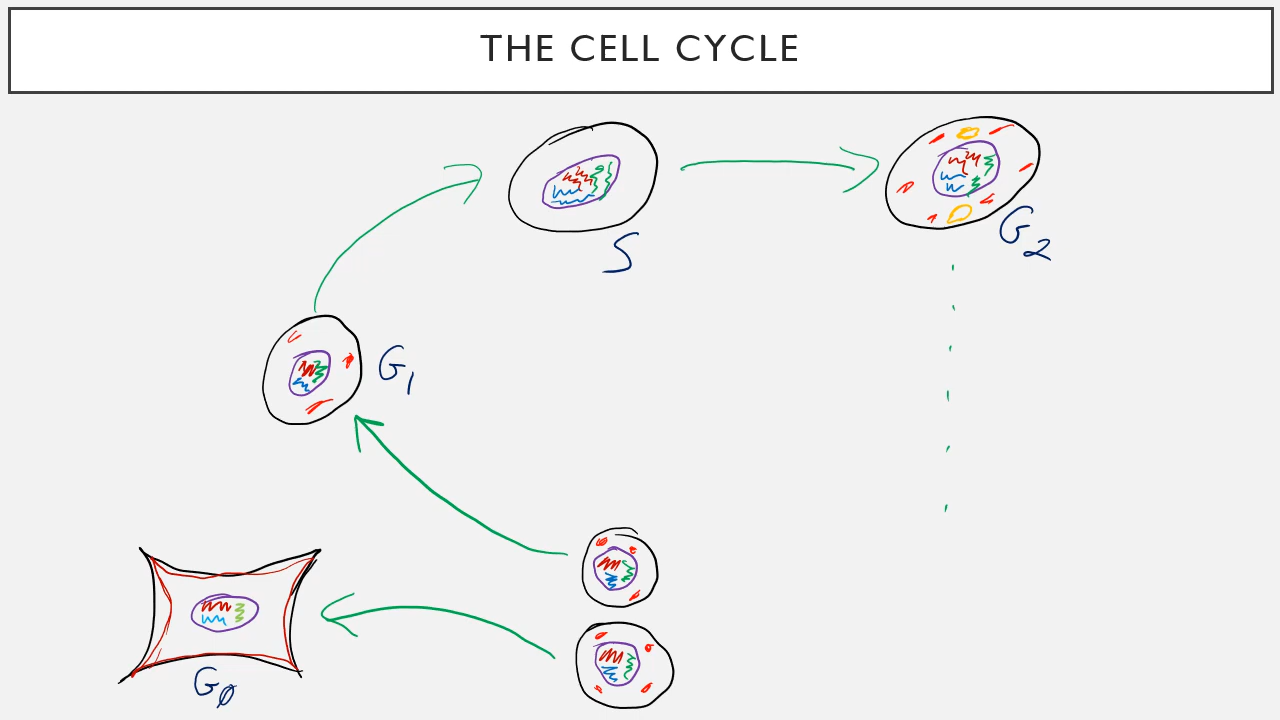 THE CELL CYCLE
S
G₂
G₁
G₀